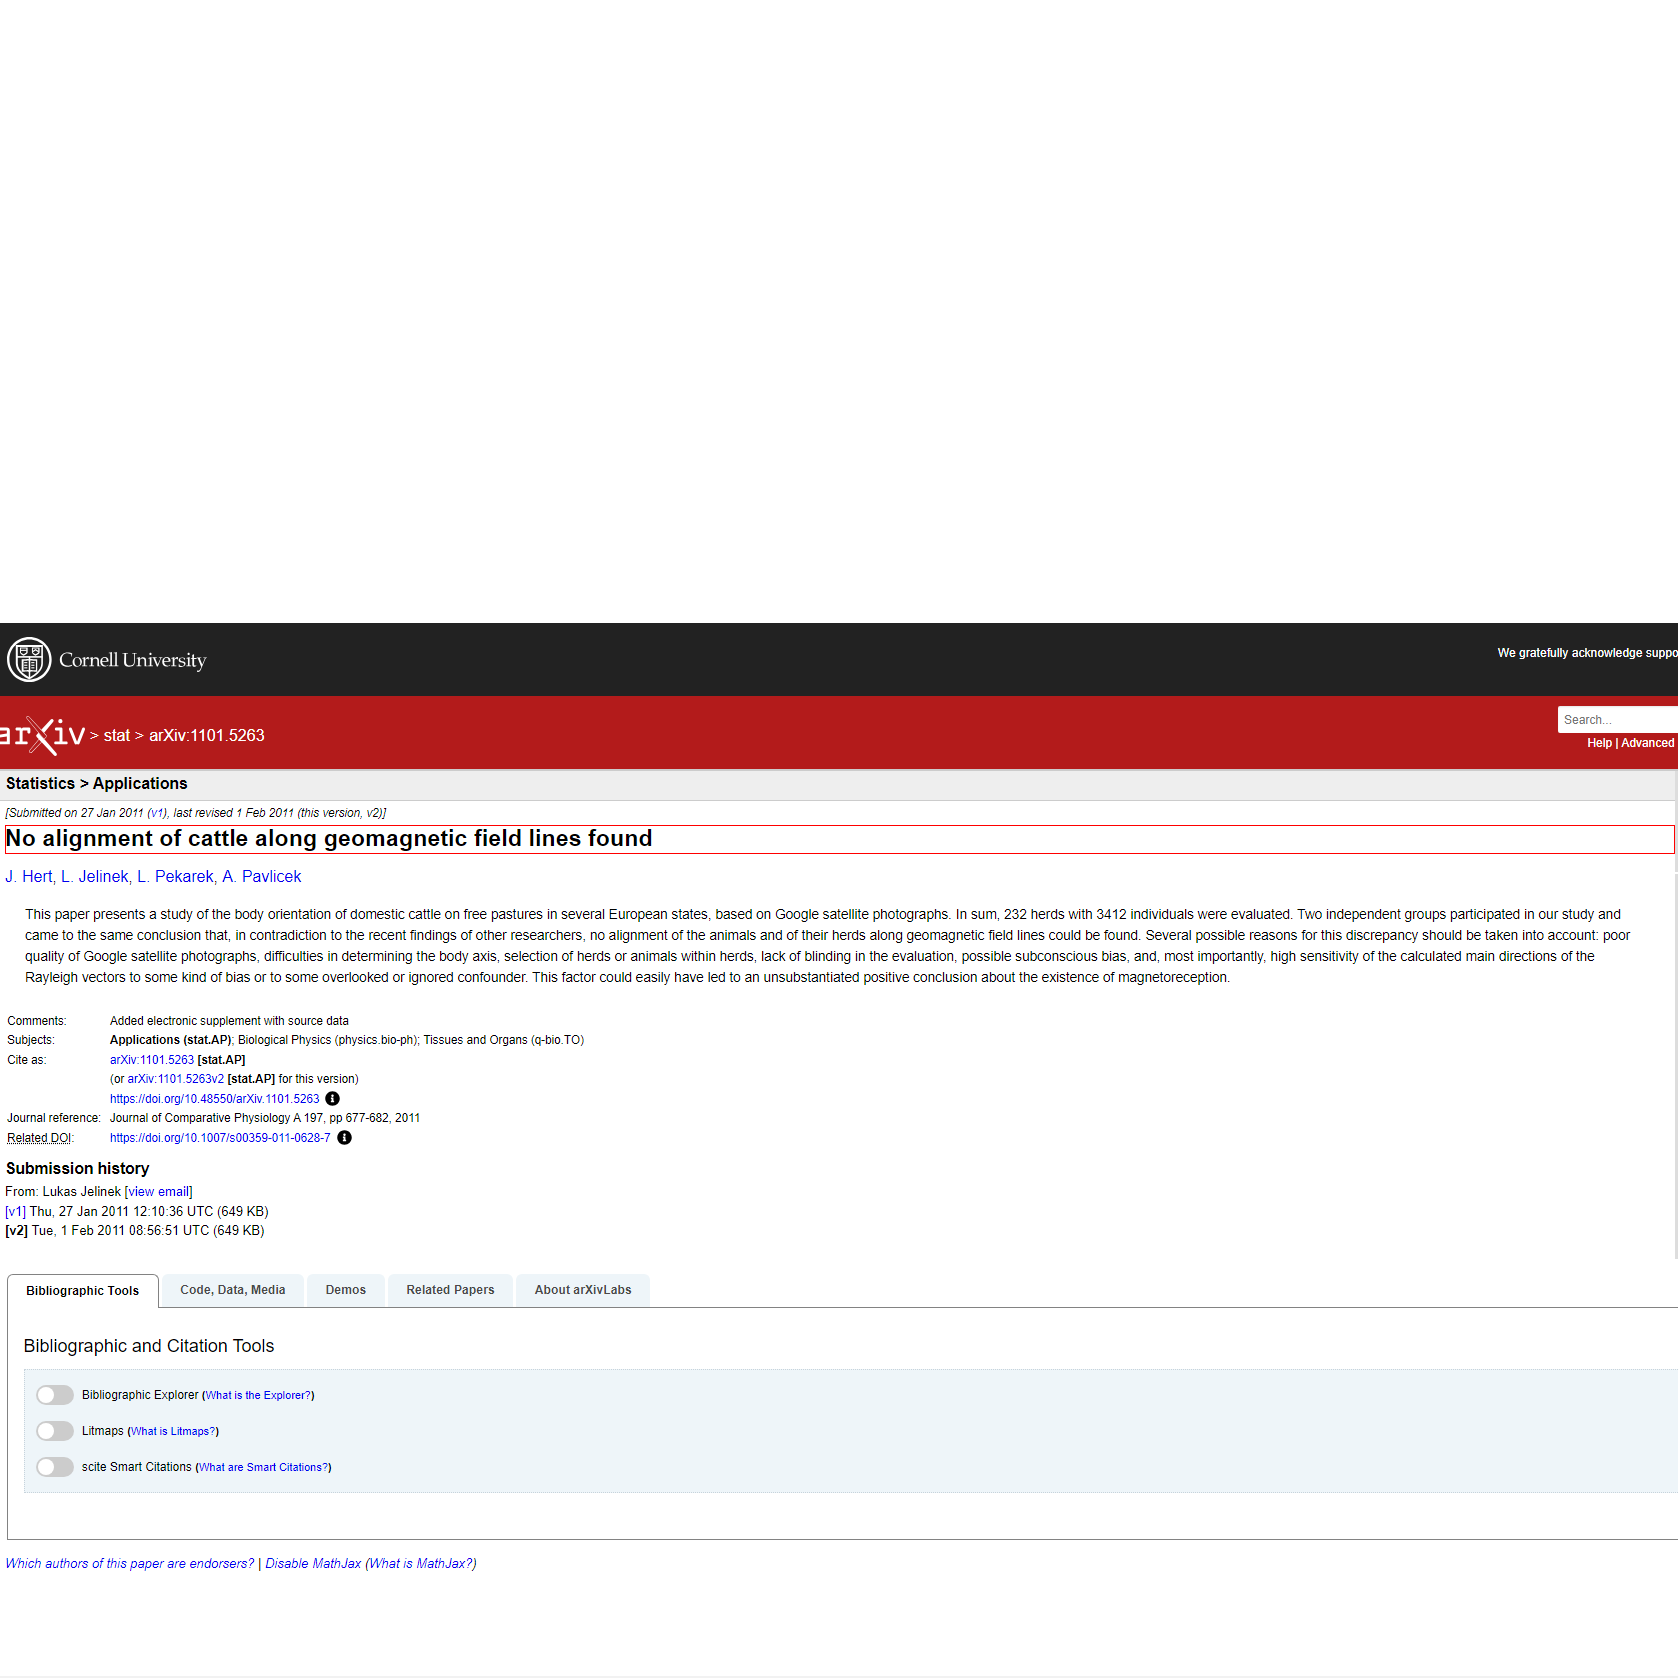 Cornell University
We gratefully acknowledge suppo
arXiv > stat > arXiv:1101.5263
Search...
Help | Advanced
Statistics > Applications
[Submitted on 27 Jan 2011 (v1), last revised 1 Feb 2011 (this version, v2)]
No alignment of cattle along geomagnetic field lines found
J. Hert, L. Jelinek, L. Pekarek, A. Pavlicek
This paper presents a study of the body orientation of domestic cattle on free pastures in several European states, based on Google satellite photographs. In sum, 232 herds with 3412 individuals were evaluated. Two independent groups participated in our study and
came to the same conclusion that, in contradiction to the recent findings of other researchers, no alignment of the animals and of their herds along geomagnetic field lines could be found. Several possible reasons for this discrepancy should be taken into account: poor
quality of Google satellite photographs, difficulties in determining the body axis, selection of herds or animals within herds, lack of blinding in the evaluation, possible subconscious bias, and, most importantly, high sensitivity of the calculated main directions of the
Rayleigh vectors to some kind of bias or to some overlooked or ignored confounder. This factor could easily have led to an unsubstantiated positive conclusion about the existence of magnetoreception.
Comments: Added electronic supplement with source data
Subjects: Applications (stat.AP); Biological Physics (physics.bio-ph); Tissues and Organs (q-bio.TO)
Cite as: arXiv:1101.5263 [stat.AP]
(or arXiv:1101.5263v2 [stat.AP] for this version)
https://doi.org/10.48550/arXiv.1101.5263
Journal reference: Journal of Comparative Physiology A 197, pp 677-682, 2011
Related DOI: https://doi.org/10.1007/s00359-011-0628-7
Submission history
From: Lukas Jelinek [view email]
[v1] Thu, 27 Jan 2011 12:10:36 UTC (649 KB)
[v2] Tue, 1 Feb 2011 08:56:51 UTC (649 KB)
Bibliographic Tools Code, Data, Media Demos Related Papers About arXivLabs
Bibliographic and Citation Tools
Bibliographic Explorer (What is the Explorer?)
Litmaps (What is Litmaps?)
scite Smart Citations (What are Smart Citations?)
Which authors of this paper are endorsers? | Disable MathJax (What is MathJax?)